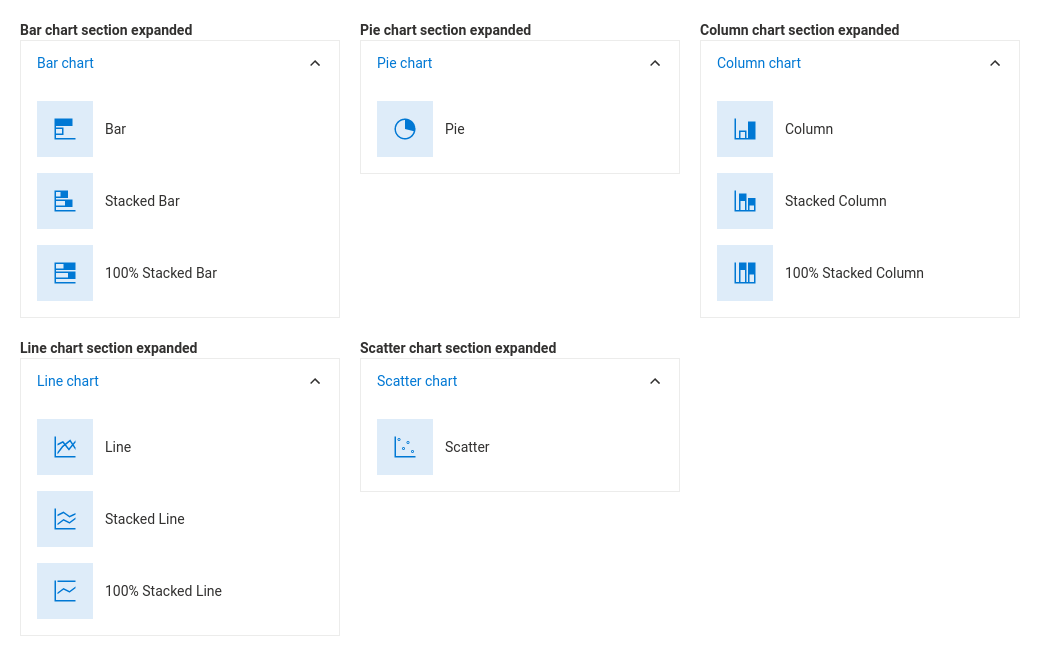 Bar chart section expanded
Bar chart
Bar
Stacked Bar
100% Stacked Bar
Pie chart section expanded
Pie chart
Pie
Column chart section expanded
Column chart
Column
Stacked Column
100% Stacked Column
Line chart section expanded
Line chart
Line
Stacked Line
100% Stacked Line
Scatter chart section expanded
Scatter chart
Scatter